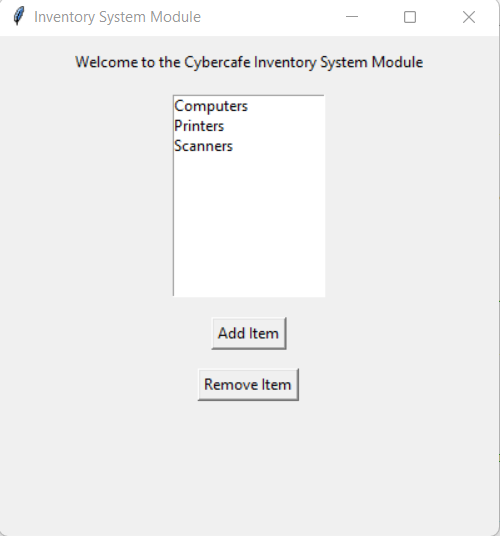 Inventory System Module
Welcome to the Cybercafe Inventory System Module
Computers
Printers
Scanners
Add Item
Remove Item